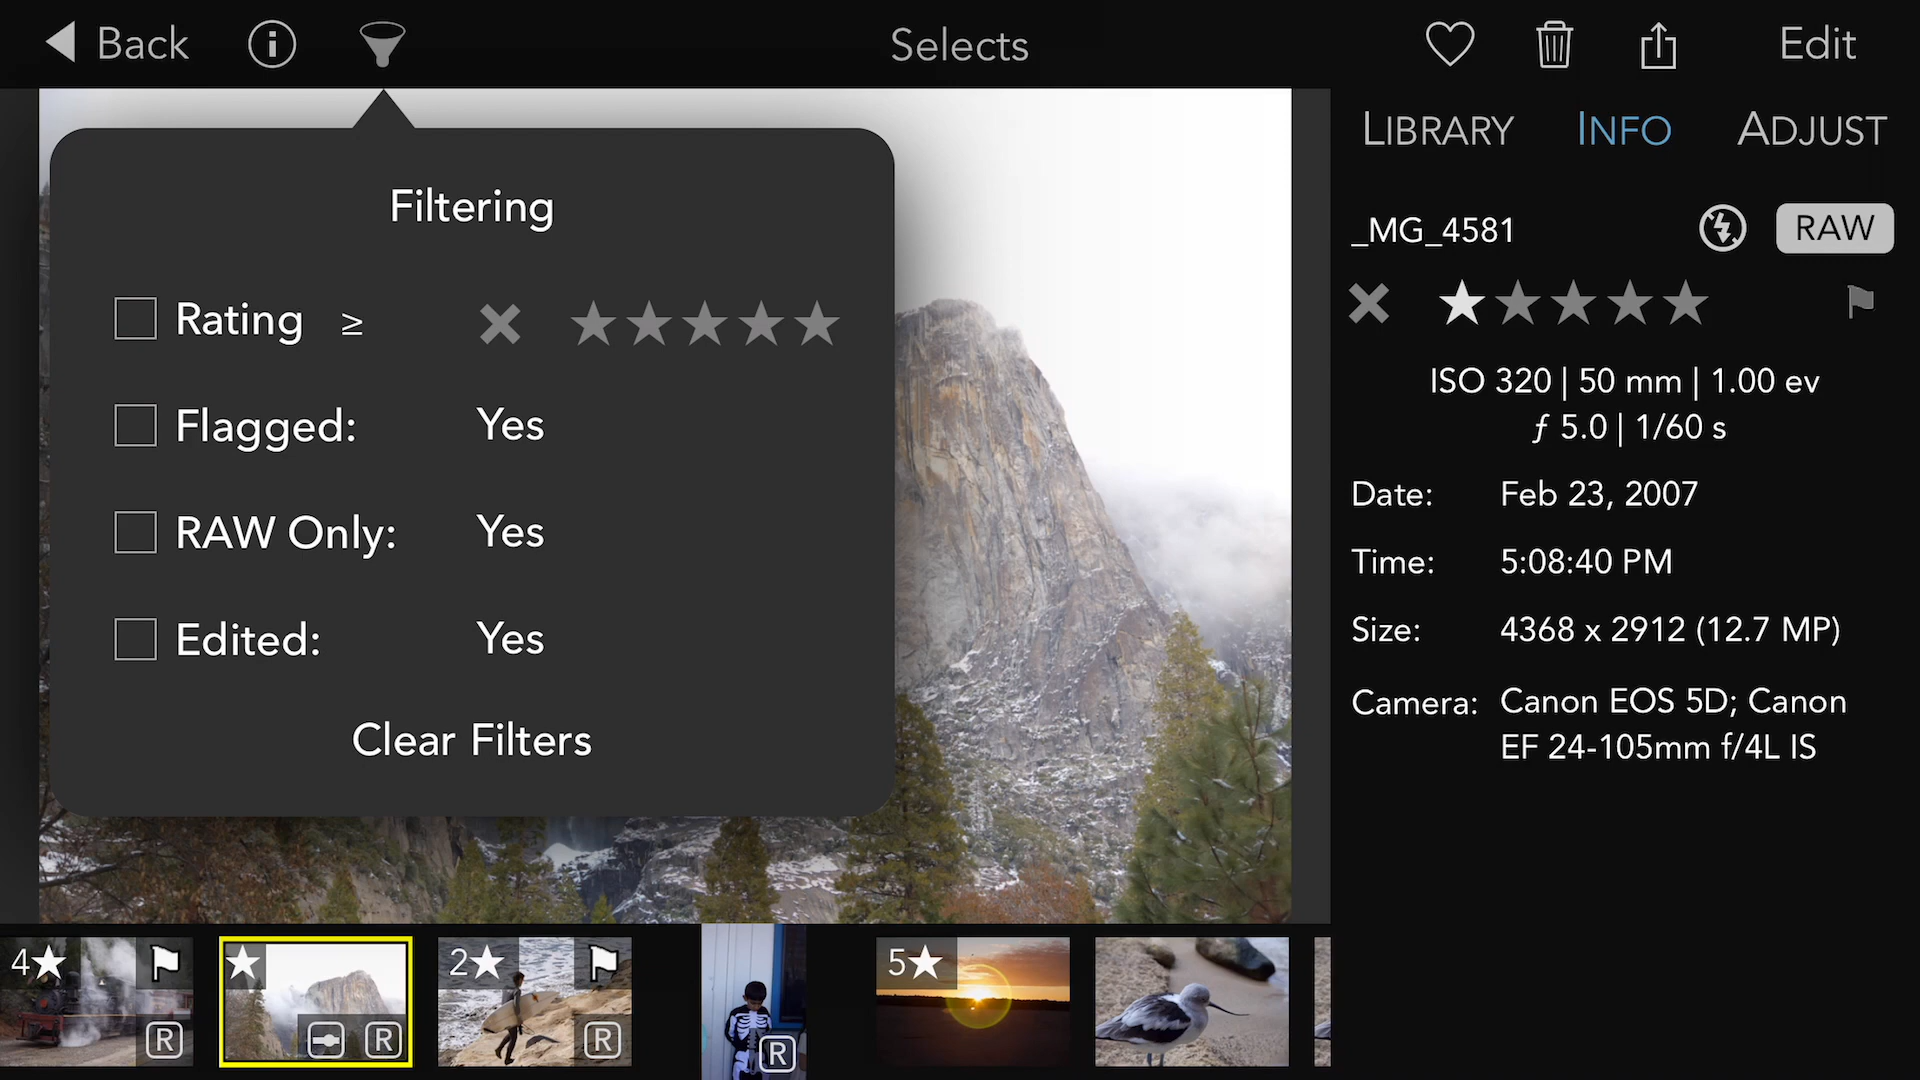 Back
Selects
Edit
LIBRARY INFO ADJUST
Filtering
Rating ≥
Flagged: Yes
RAW Only: Yes
Edited: Yes
Clear Filters
_MG_4581 RAW
ISO 320 | 50 mm | 1.00 ev
ƒ 5.0 | 1/60 s
Date: Feb 23, 2007
Time: 5:08:40 PM
Size: 4368 x 2912 (12.7 MP)
Camera: Canon EOS 5D; Canon
EF 24-105mm f/4L IS
4★
R
★
R
2★
R
R
5★